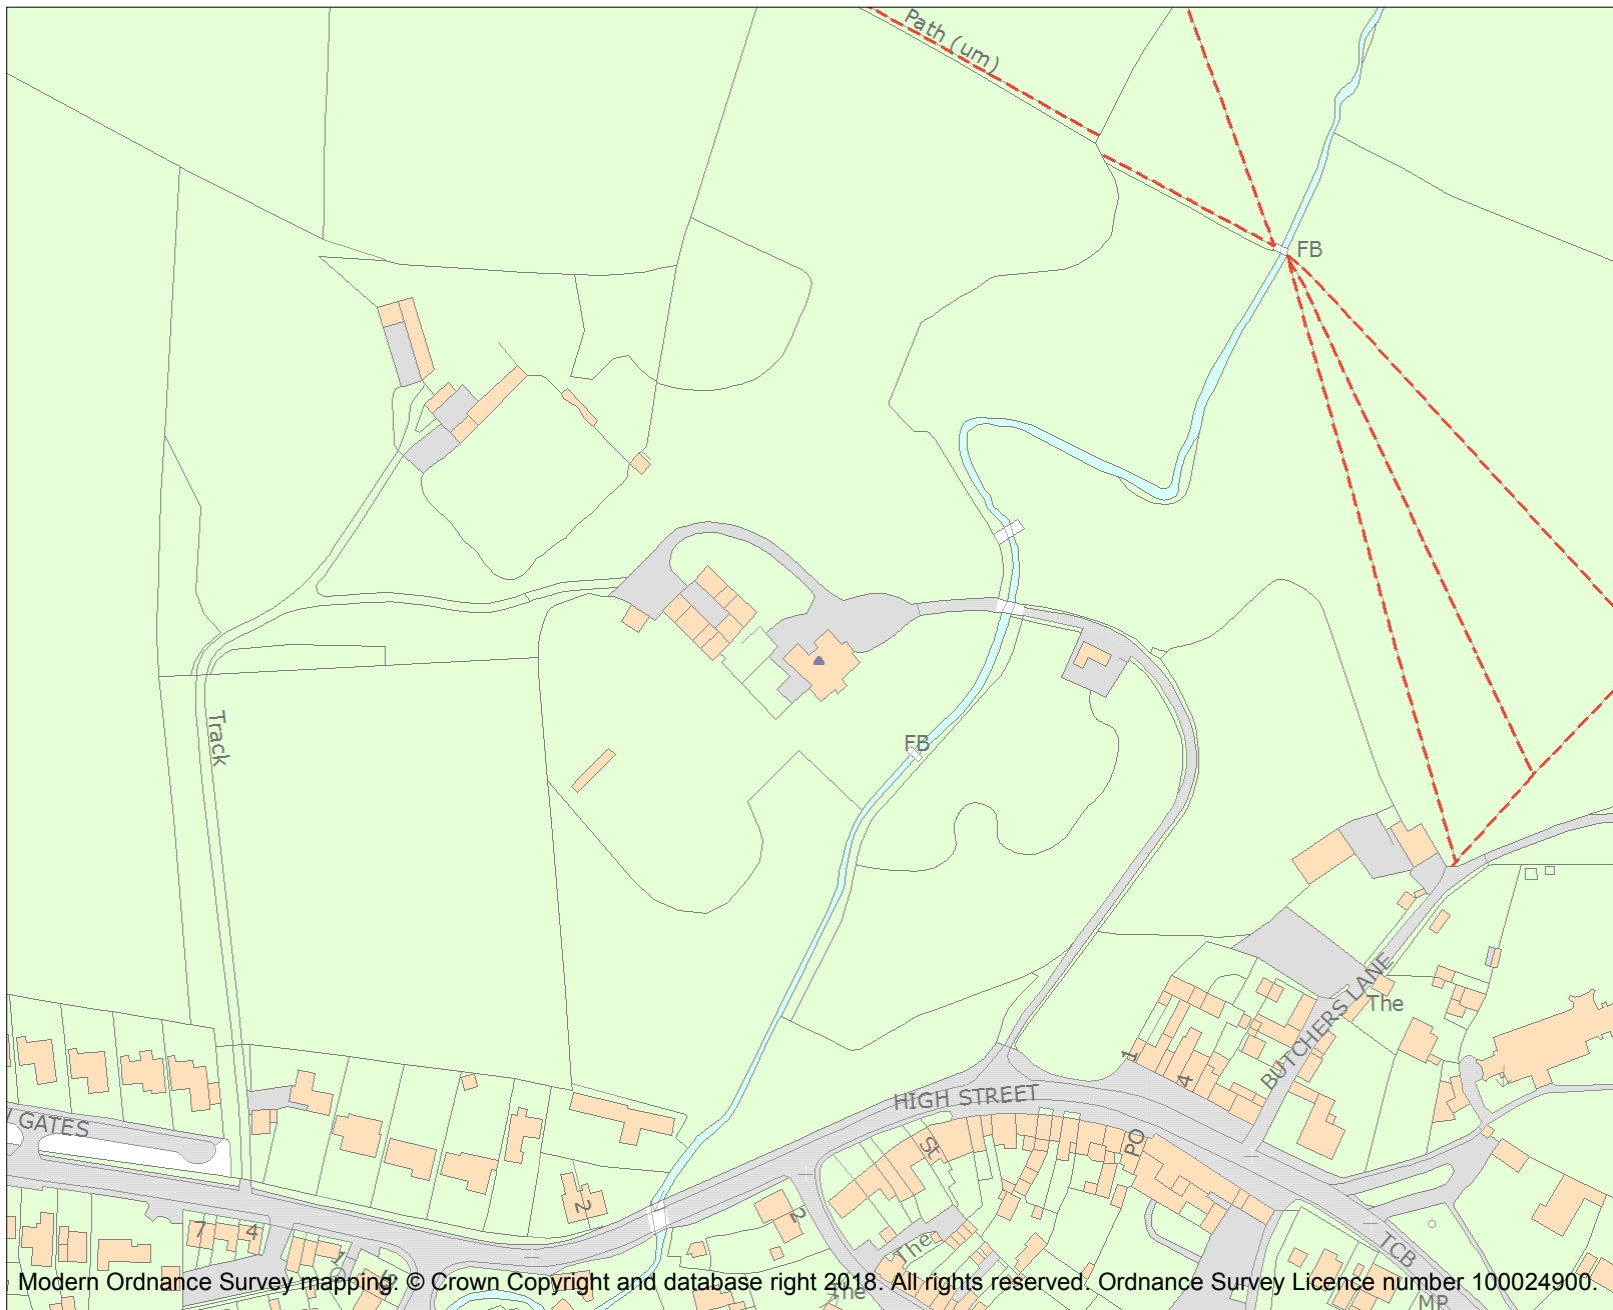 Path (um)
FB
Track
FB
HIGH STREET
BUTCHERS LANE
The
GATES
1
4
PO
St
2
2
7
4
The
TCB
The
MP
Modern Ordnance Survey mapping: © Crown Copyright and database right 2018. All rights reserved. Ordnance Survey Licence number 100024900.